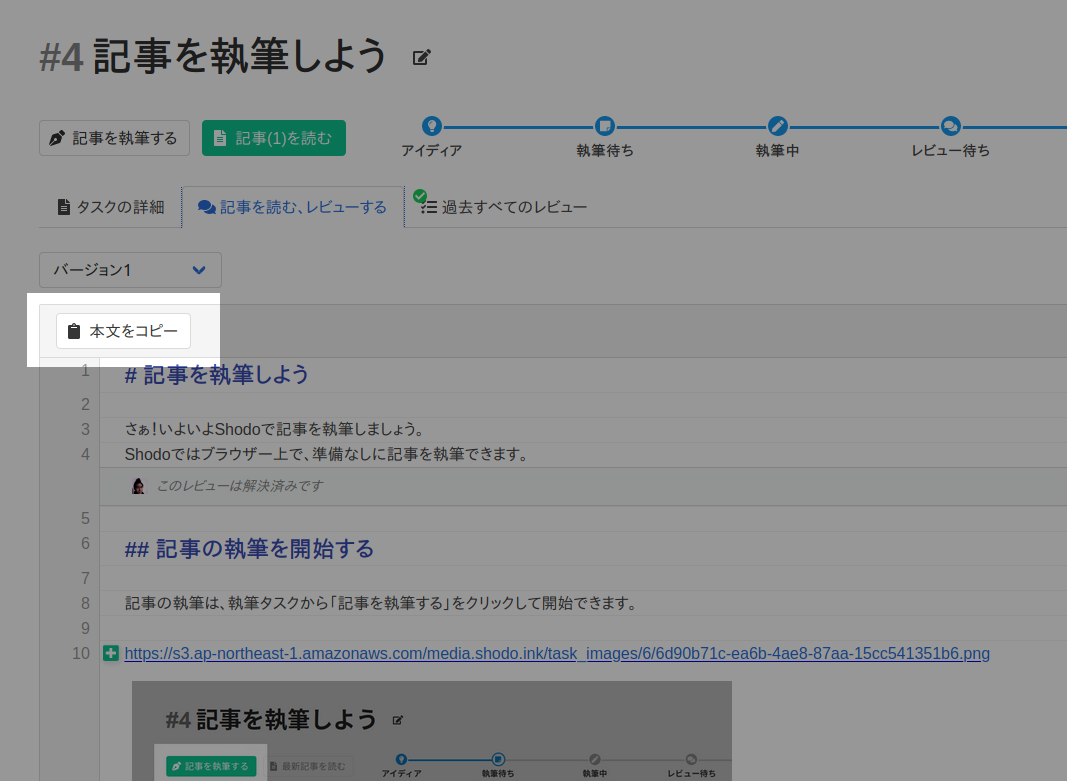 #4 記事を執筆しよう
記事を執筆する
記事(1)を読む
アイディア
執筆待ち
執筆中
レビュー待ち
タスクの詳細
記事を読む、レビューする
過去すべてのレビュー
バージョン1
本文をコピー
1 # 記事を執筆しよう
2
3 さぁ！いよいよShodoで記事を執筆しましょう。
4 Shodoではブラウザー上で、準備なしに記事を執筆できます。
このレビューは解決済みです
5
6 ## 記事の執筆を開始する
7
8 記事の執筆は、執筆タスクから「記事を執筆する」をクリックして開始できます。
9
10 https://s3.ap-northeast-1.amazonaws.com/media.shodo.ink/task_images/6/6d90b71c-ea6b-4ae8-87aa-15cc541351b6.png
#4 記事を執筆しよう
記事を執筆する
最新記事を読む
アイディア
執筆待ち
執筆中
レビュー待ち